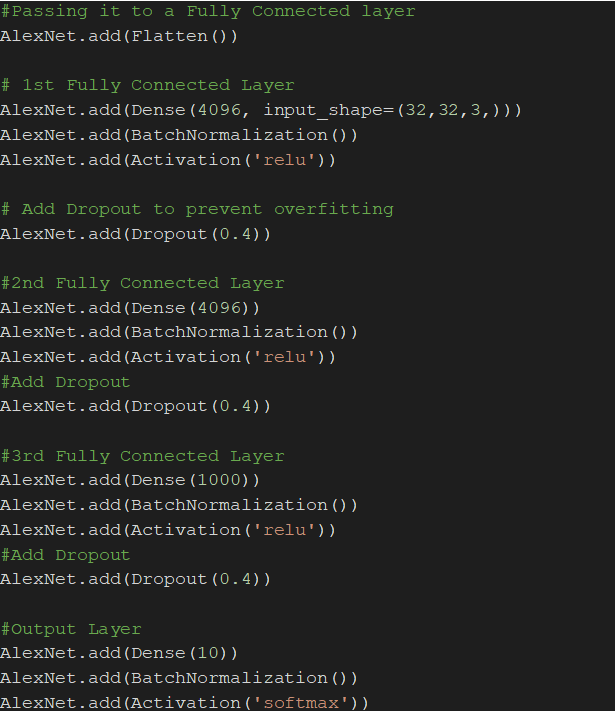 #Passing it to a Fully Connected layer
AlexNet.add(Flatten())
# 1st Fully Connected Layer
AlexNet.add(Dense(4096, input_shape=(32,32,3,)))
AlexNet.add(BatchNormalization())
AlexNet.add(Activation('relu'))
# Add Dropout to prevent overfitting
AlexNet.add(Dropout(0.4))
#2nd Fully Connected Layer
AlexNet.add(Dense(4096))
AlexNet.add(BatchNormalization())
AlexNet.add(Activation('relu'))
#Add Dropout
AlexNet.add(Dropout(0.4))
#3rd Fully Connected Layer
AlexNet.add(Dense(1000))
AlexNet.add(BatchNormalization())
AlexNet.add(Activation('relu'))
#Add Dropout
AlexNet.add(Dropout(0.4))
#Output Layer
AlexNet.add(Dense(10))
AlexNet.add(BatchNormalization())
AlexNet.add(Activation('softmax'))